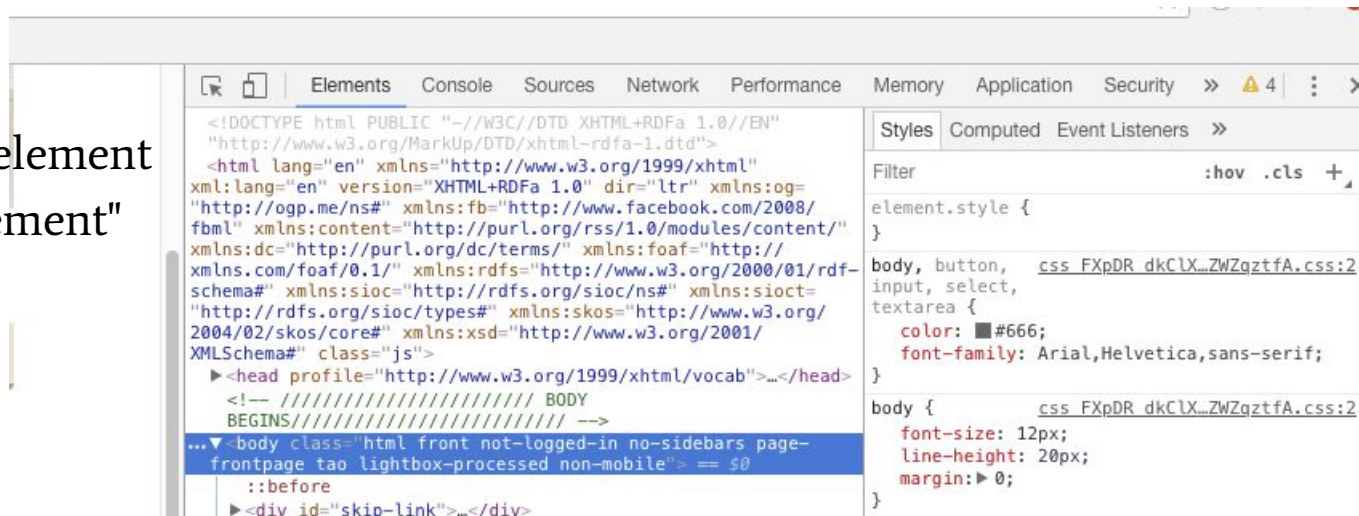 element
ement"
Elements Console Sources Network Performance Memory Application Security » 4
<!DOCTYPE html PUBLIC "-//W3C//DTD XHTML+RDFa 1.0//EN"
"http://www.w3.org/MarkUp/DTD/xhtml-rdfa-1.dtd">
<html lang="en" xmlns="http://www.w3.org/1999/xhtml"
xml:lang="en" version="XHTML+RDFa 1.0" dir="ltr" xmlns:og=
"http://ogp.me/ns#" xmlns:fb="http://www.facebook.com/2008/
fbml" xmlns:content="http://purl.org/rss/1.0/modules/content/"
xmlns:dc="http://purl.org/dc/terms/" xmlns:foaf="http://
xmlns.com/foaf/0.1/" xmlns:rdfs="http://www.w3.org/2000/01/rdf-
schema#" xmlns:sioc="http://rdfs.org/sioc/ns#" xmlns:sioct=
"http://rdfs.org/sioc/types#" xmlns:skos="http://www.w3.org/
2004/02/skos/core#" xmlns:xsd="http://www.w3.org/2001/
XMLSchema#" class="js">
▶<head profile="http://www.w3.org/1999/xhtml/vocab">…</head>
<!-- //////////////////////// BODY
BEGINS////////////////////////// -->
...▼<body class="html front not-logged-in no-sidebars page-
frontpage tao lightbox-processed non-mobile"> == $0
::before
▶<div id="skip-link">…</div>
Styles Computed Event Listeners »
Filter :hov .cls +
element.style {
}
body, button, css_FXpDR_dkClX…ZWZqztfA.css:2
input, select,
textarea {
color: #666;
font-family: Arial,Helvetica,sans-serif;
}
body { css_FXpDR_dkClX…ZWZqztfA.css:2
font-size: 12px;
line-height: 20px;
margin:▶ 0;
}